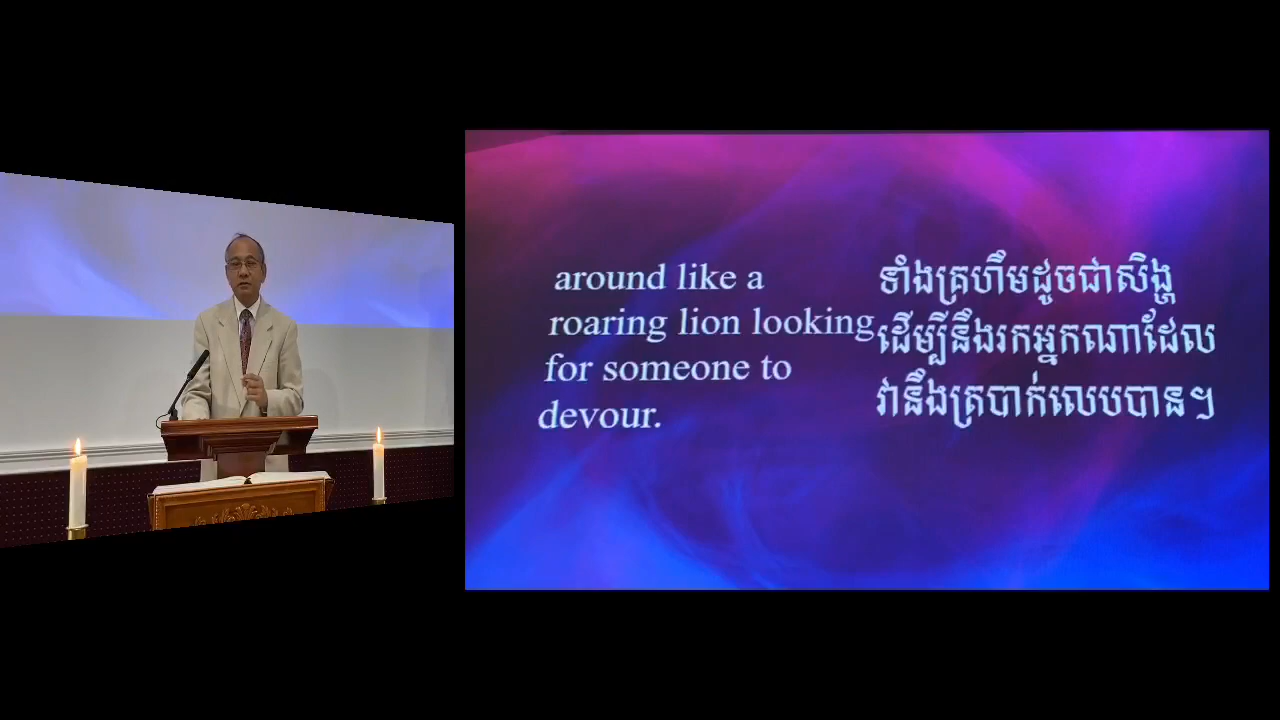 around like a
roaring lion looking
for someone to
devour.
ទាំងគ្រហឹមដូចជាសិង្ហ
ដើម្បីនឹងរកអ្នកណាដែល
វានឹងត្របាក់លេបបាន។